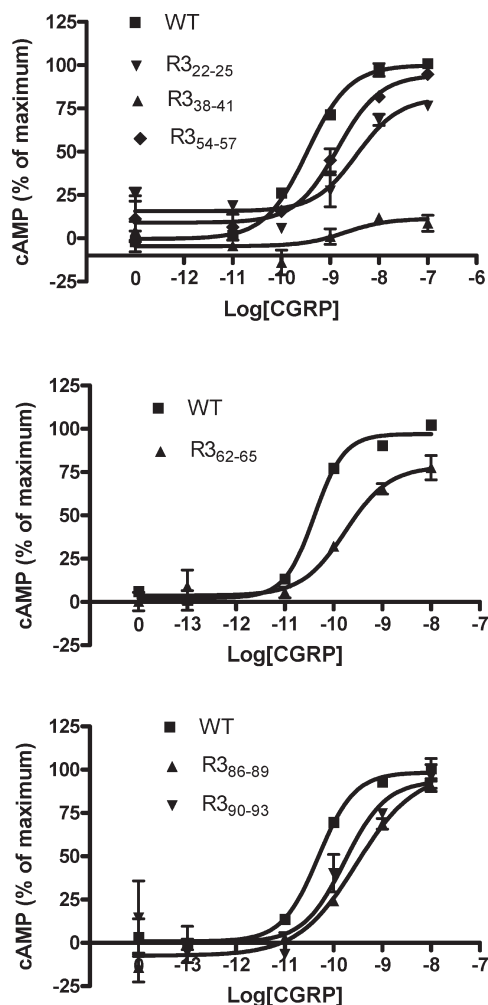 125
WT
100
R3₂₂₋₂₅
75
R3₃₈₋₄₁
50
R3₅₄₋₅₇
25
0
-25
cAMP (% of maximum)
0 -12 -11 -10 -9 -8 -7 -6
Log[CGRP]
125
100
WT
75
R3₆₂₋₆₅
50
25
0
-25
cAMP (% of maximum)
0 -13 -12 -11 -10 -9 -8 -7
Log[CGRP]
125
WT
100
R3₈₆₋₈₉
75
R3₉₀₋₉₃
50
25
0
-25
cAMP (% of maximum)
0 -13 -12 -11 -10 -9 -8 -7
Log[CGRP]